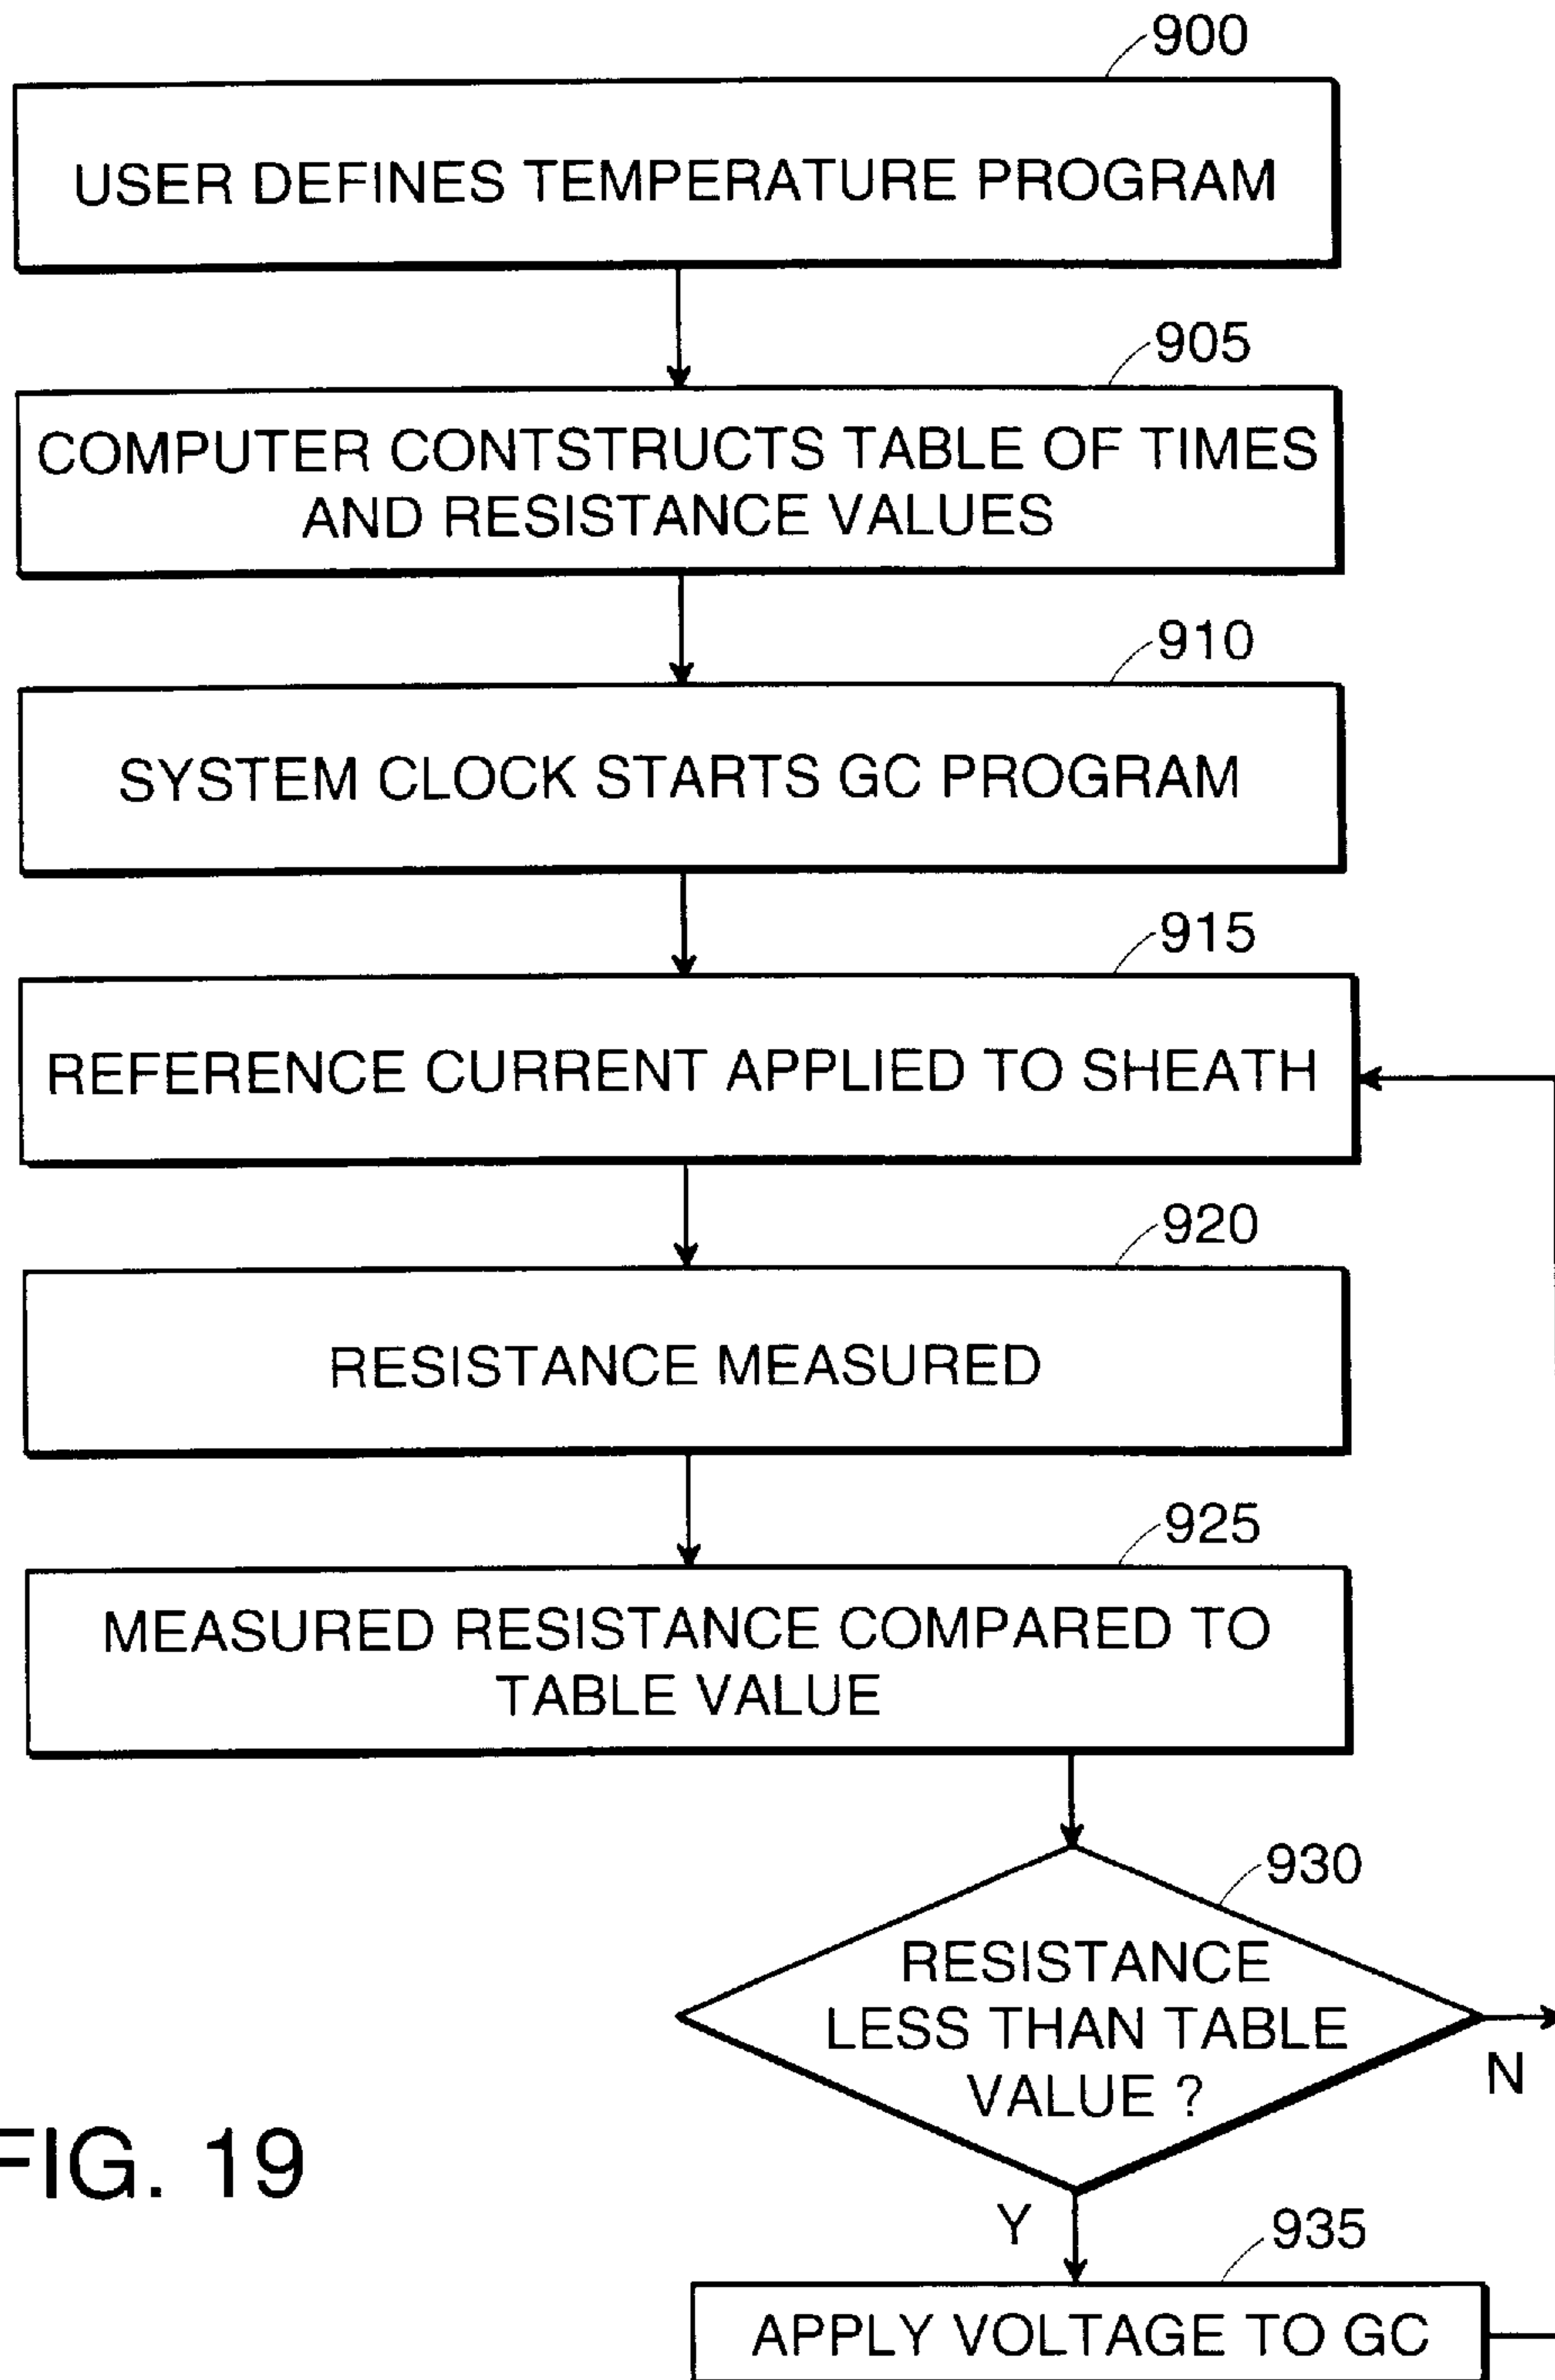 900
USER DEFINES TEMPERATURE PROGRAM
905
COMPUTER CONTSTRUCTS TABLE OF TIMES
AND RESISTANCE VALUES
910
SYSTEM CLOCK STARTS GC PROGRAM
915
REFERENCE CURRENT APPLIED TO SHEATH
920
RESISTANCE MEASURED
925
MEASURED RESISTANCE COMPARED TO
TABLE VALUE
930
RESISTANCE
LESS THAN TABLE
VALUE ?
N
FIG. 19
Y
935
APPLY VOLTAGE TO GC